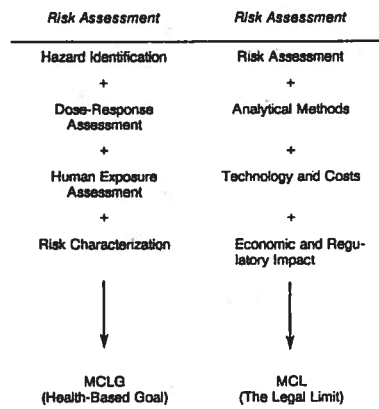 Risk Assessment Risk Assessment
Hazard Identification Risk Assessment
+ +
Dose-Response Assessment Analytical Methods
+ +
Human Exposure Assessment Technology and Costs
+ +
Risk Characterization Economic and Regu-latory Impact
MCLG (Health-Based Goal) MCL (The Legal Limit)